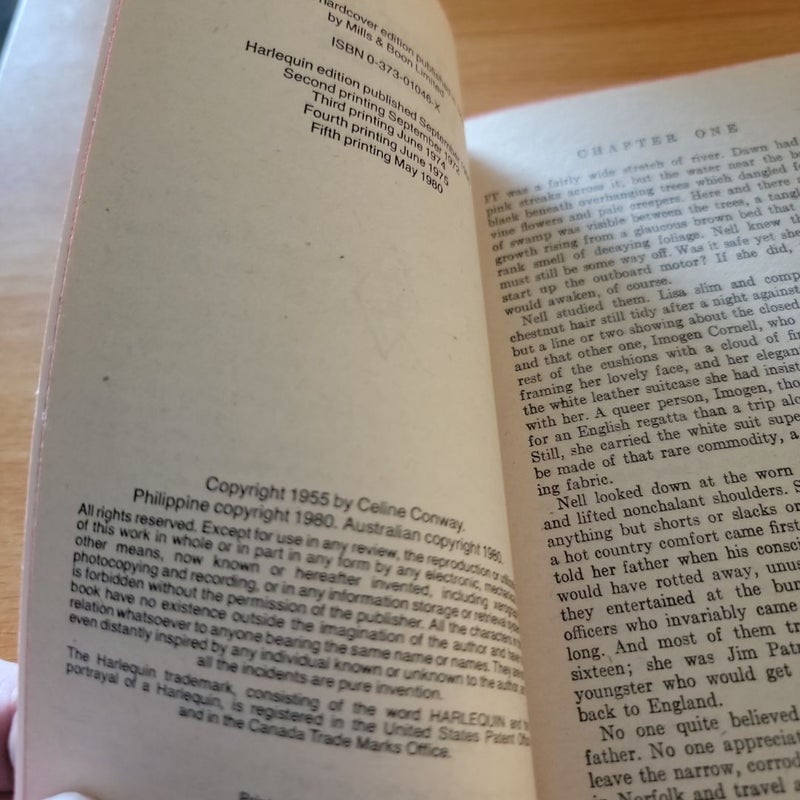 hardcover edition published
by Mills & Boon Limited
ISBN 0-373-01046-X
Harlequin edition published September
Second printing September 1972
Third printing June 1974
Fourth printing June 1975
Fifth printing May 1980
Copyright 1955 by Celine Conway.
Philippine copyright 1980. Australian copyright 1980.
All rights reserved. Except for use in any review, the reproduction or
of this work in whole or in part in any form by any electronic,
other means, now known or hereafter invented, including
photocopying and recording, or in any information storage or retrieval
is forbidden without the permission of the publisher. All the characters in
book have no existence outside the imagination of the author and have
relation whatsoever to anyone bearing the same name or names. They
even distantly inspired by any individual known or unknown to the author
all the incidents are pure invention.
The Harlequin trademark, consisting of the word HARLEQUIN and
portrayal of a Harlequin, is registered in the United States Patent
and in the Canada Trade Marks Office.
CHAPTER ONE
IT was a fairly wide stretch of river. Dawn had
pink streaks across it, but the water near the
black beneath overhanging trees which dangled
vine flowers and pale creepers. Here and there
of swamp was visible between the trees, a
growth rising from a glaucous brown bed that
rank smell of decaying foliage. Nell knew
must still be some way off. Was it safe yet
start up the outboard motor? If she did,
would awaken, of course.
Nell studied them. Lisa slim and
chestnut hair still tidy after a night against
but a line or two showing about the closed
and that other one, Imogen Cornell, who
rest of the cushions with a cloud of
framing her lovely face, and her
the white leather suitcase she had
with her. A queer person, Imogen,
for an English regatta than a trip
Still, she carried the white suit
be made of that rare commodity, a
ing fabric.
Nell looked down at the worn
and lifted nonchalant shoulders.
anything but shorts or slacks
a hot country comfort came first
told her father when his
would have rotted away,
they entertained at the
officers who invariably came
long. And most of them
sixteen; she was Jim
youngster who would get
back to England.
No one quite believed
father. No one
leave the narrow,
in Norfolk and travel